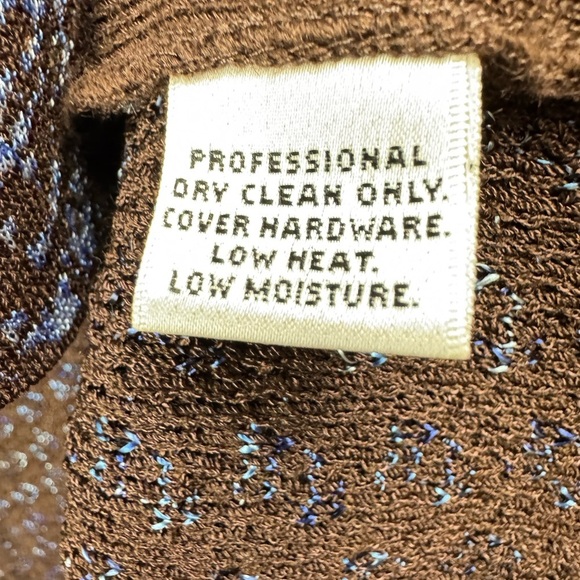 PROFESSIONAL
DRY CLEAN ONLY.
COVER HARDWARE.
LOW HEAT.
LOW MOISTURE.